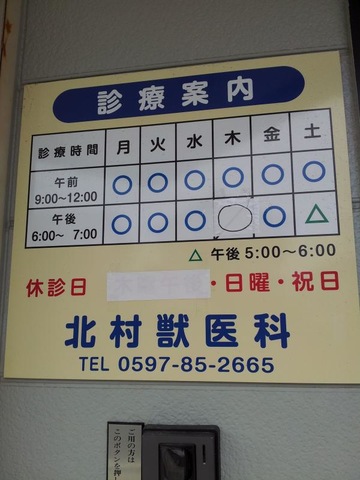 診療案内
診療時間 月 火 水 木 金 土
午前 9:00〜12:00 ○ ○ ○ ○ ○ ○
午後 6:00〜 7:00 ○ ○ ○ ○ ○ △
△ 午後 5:00〜6:00
休診日 ・日曜・祝日
北村獣医科
TEL 0597-85-2665
ご用の方は
このボタンを押し